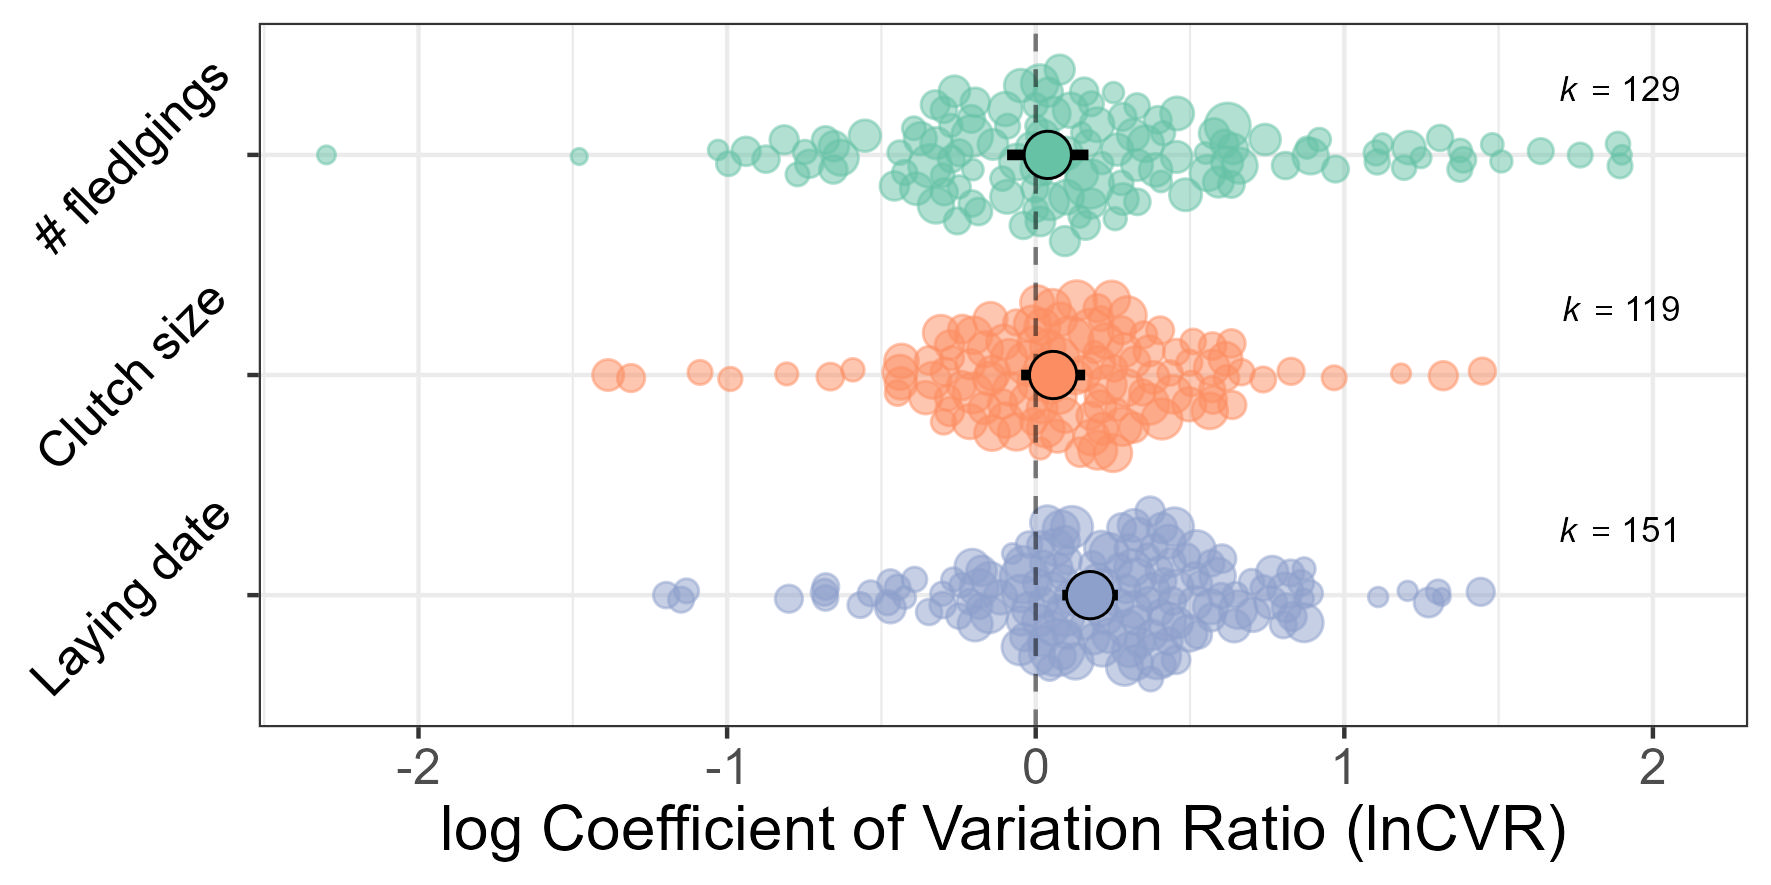 # fledlgings
k = 129
Clutch size
k = 119
Laying date
k = 151
-2 -1 0 1 2
log Coefficient of Variation Ratio (lnCVR)